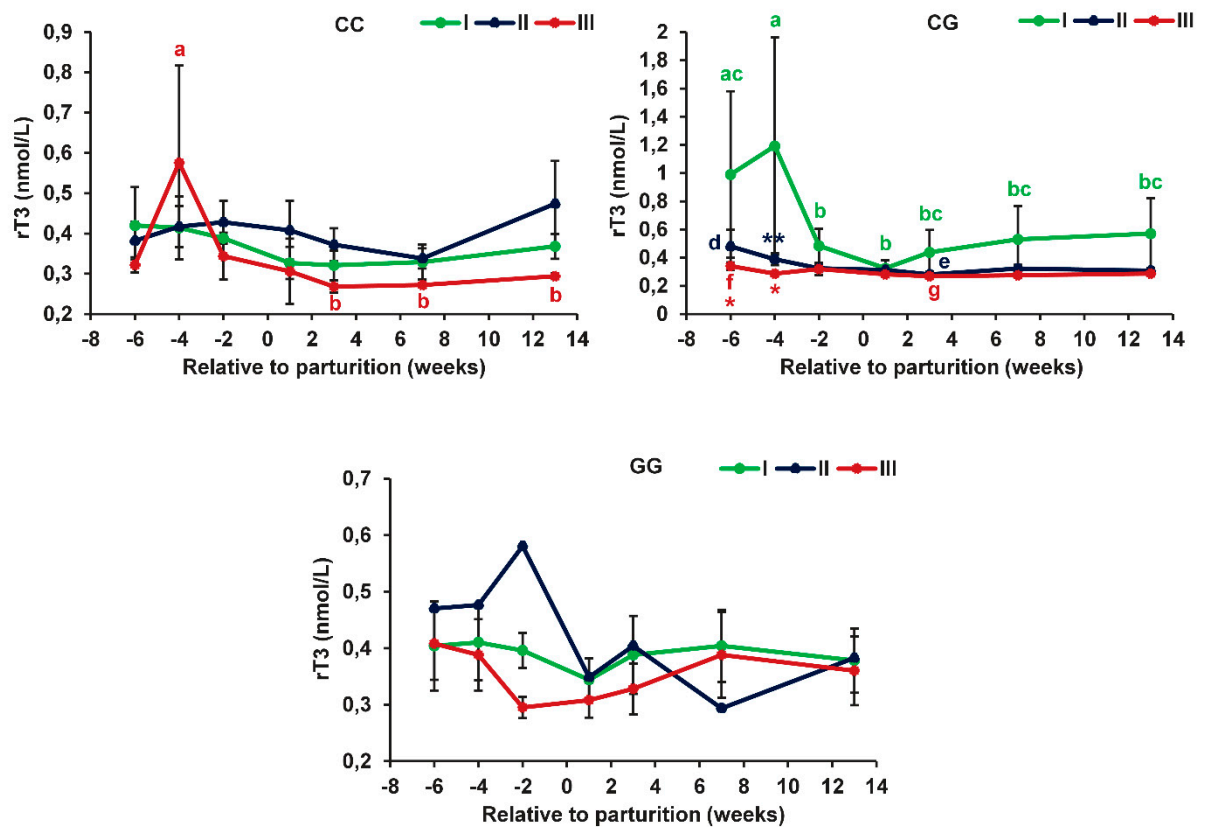 CC I II III
0,9
0,8
0,7
0,6
0,5
0,4
0,3
0,2
rT3 (nmol/L)
a
b b b
-8 -6 -4 -2 0 2 4 6 8 10 12 14
Relative to parturition (weeks)
CG I II III
2
1,8
1,6
1,4
1,2
1
0,8
0,6
0,4
0,2
0
rT3 (nmol/L)
a
ac
b b bc bc bc
d ** e
f g
* *
-8 -6 -4 -2 0 2 4 6 8 10 12 14
Relative to parturition (weeks)
GG I II III
0,7
0,6
0,5
0,4
0,3
0,2
rT3 (nmol/L)
-8 -6 -4 -2 0 2 4 6 8 10 12 14
Relative to parturition (weeks)